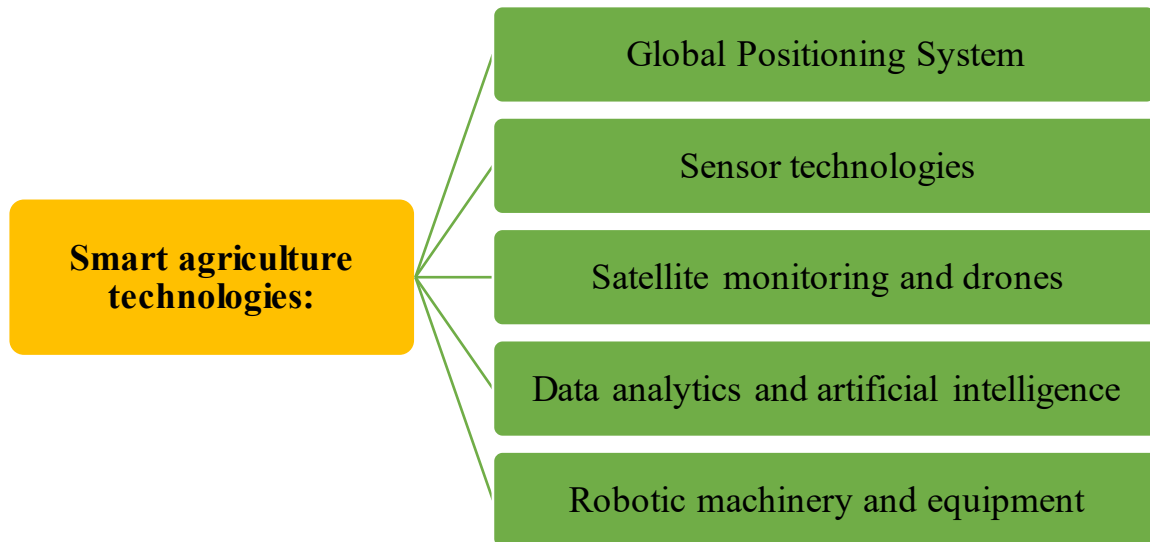 Global Positioning System
Sensor technologies
Smart agriculture
technologies:
Satellite monitoring and drones
Data analytics and artificial intelligence
Robotic machinery and equipment